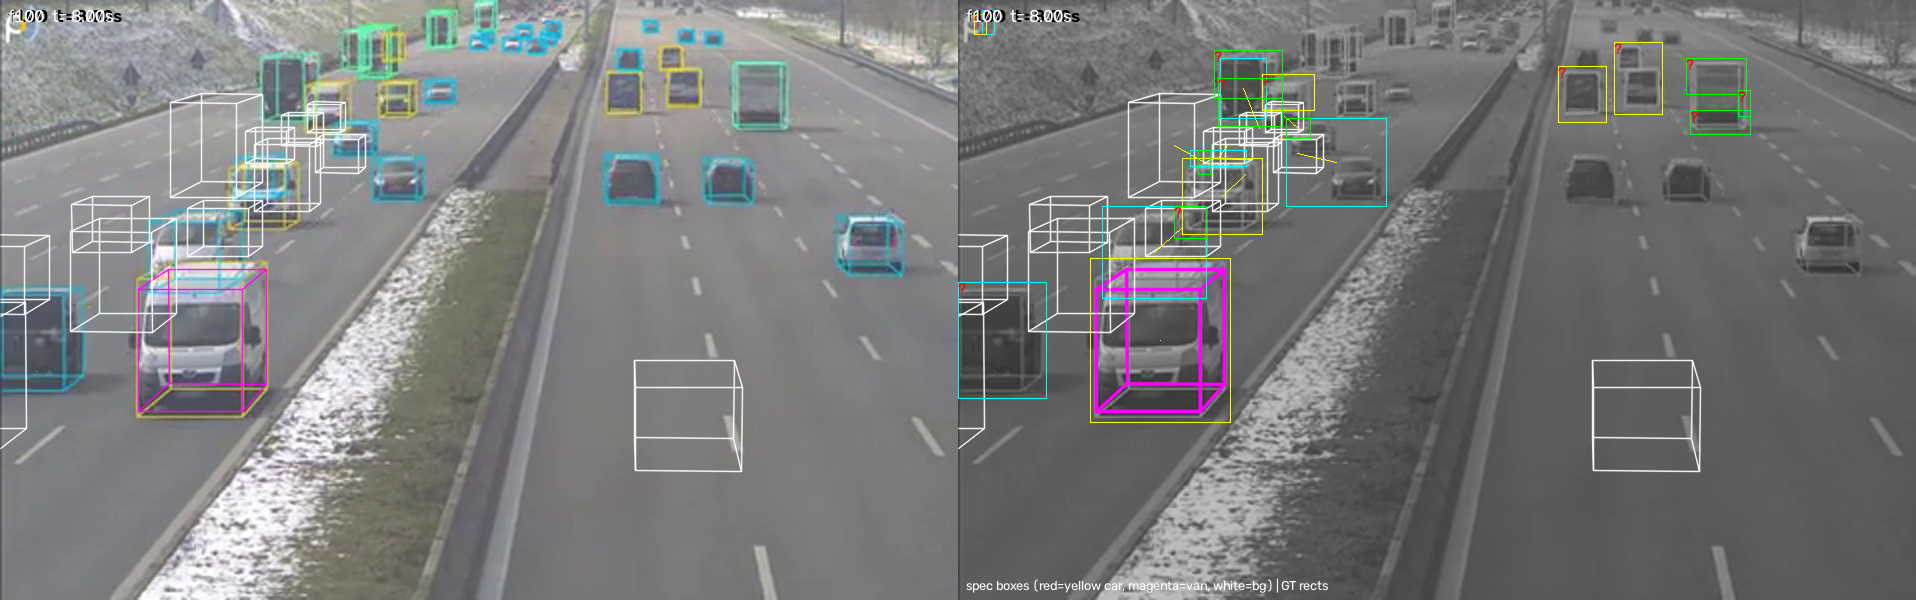 f100 t=8.00s
f100 t=8.00s
spec boxes (red=yellow car, magenta=van, white=bg) | GT rects